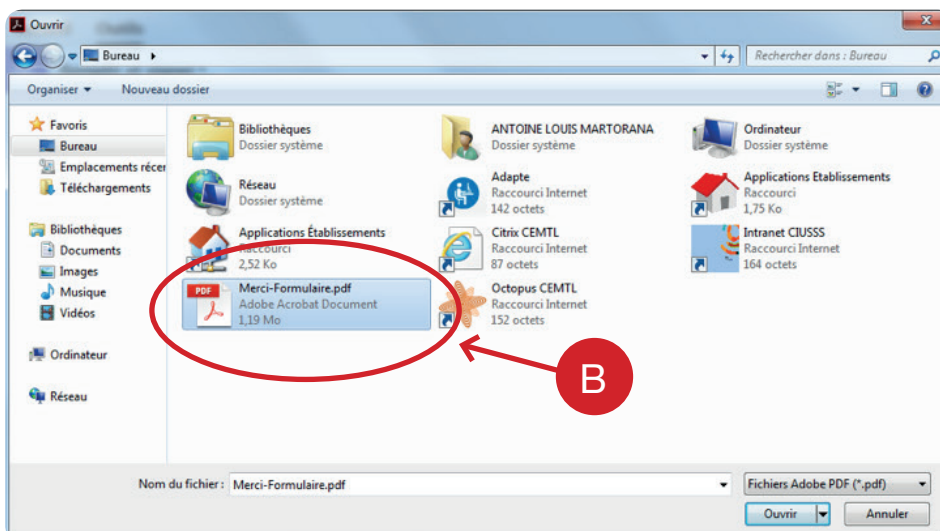 Ouvrir
Bureau
Rechercher dans : Bureau
Organiser
Nouveau dossier
Favoris
Bureau
Emplacements récer
Téléchargements
Bibliothèques
Documents
Images
Musique
Vidéos
Ordinateur
Réseau
Bibliothèques
Dossier système
ANTOINE LOUIS MARTORANA
Dossier système
Ordinateur
Dossier système
Réseau
Dossier système
Adapte
Raccourci Internet
142 octets
Applications Etablissements
Raccourci
1,75 Ko
Applications Établissements
Raccourci
2,52 Ko
Citrix CEMTL
Raccourci Internet
87 octets
Intranet CIUSSS
Raccourci Internet
164 octets
PDF
Merci-Formulaire.pdf
Adobe Acrobat Document
1,19 Mo
Octopus CEMTL
Raccourci Internet
152 octets
B
Nom du fichier : Merci-Formulaire.pdf
Fichiers Adobe PDF (*.pdf)
Ouvrir
Annuler